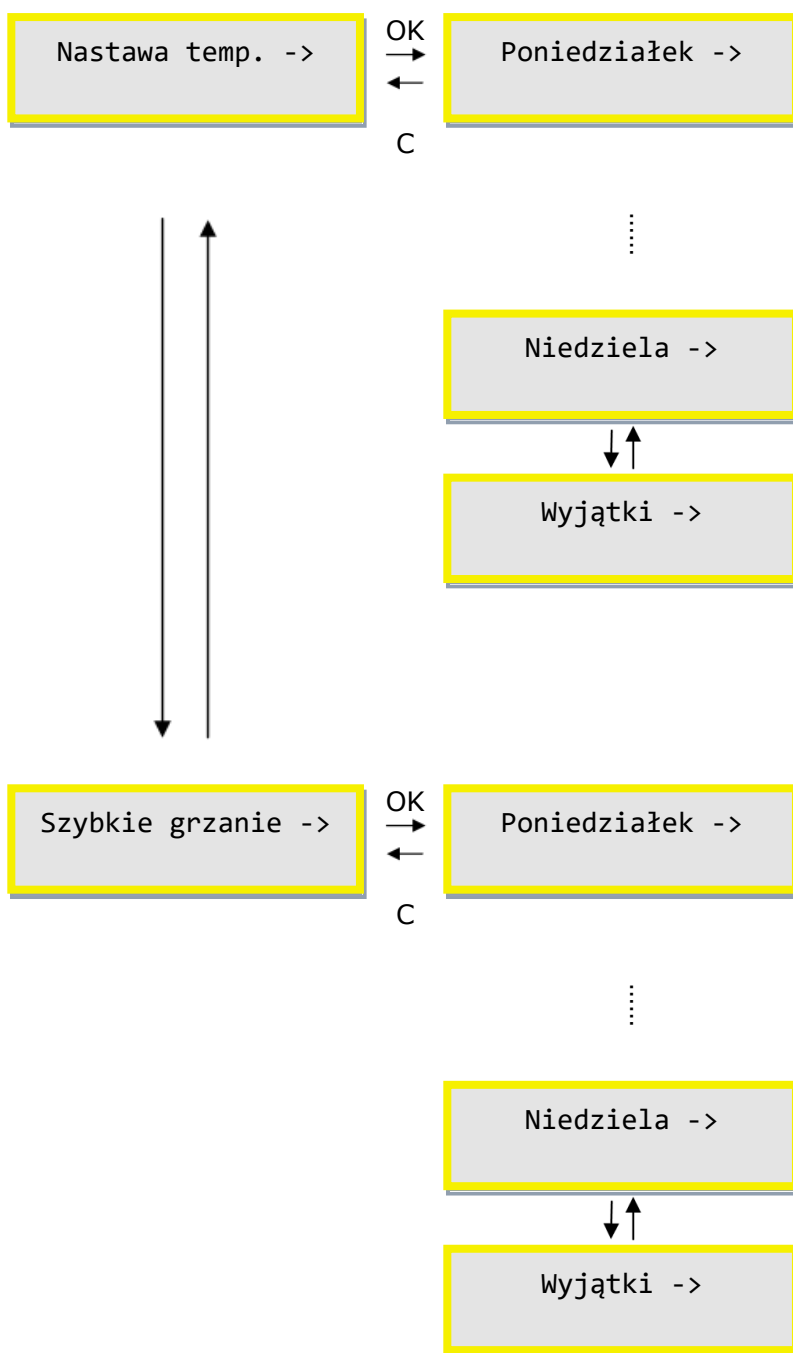 Nastawa temp. ->
OK
C
Poniedziałek ->
Niedziela ->
Wyjątki ->
Szybkie grzanie ->
OK
C
Poniedziałek ->
Niedziela ->
Wyjątki ->